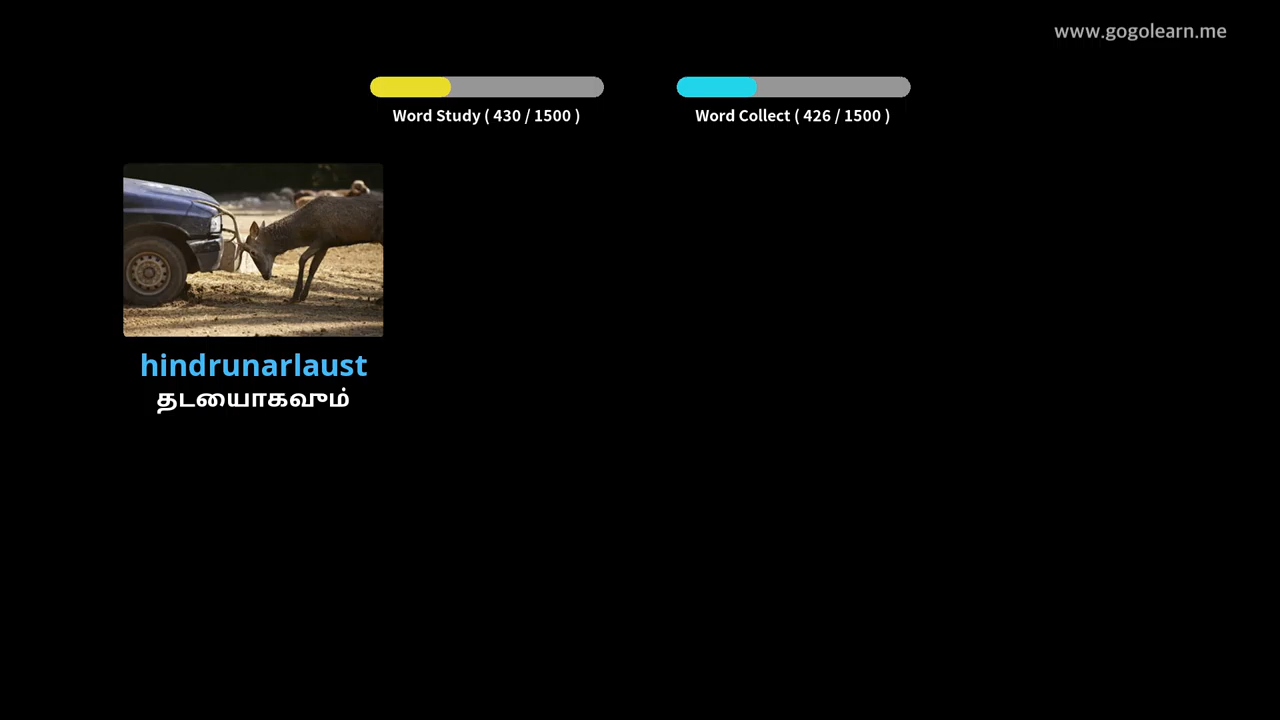 www.gogolearn.me
Word Study ( 430 / 1500 )
Word Collect ( 426 / 1500 )
hindrunarlaust
தடையாகவும்